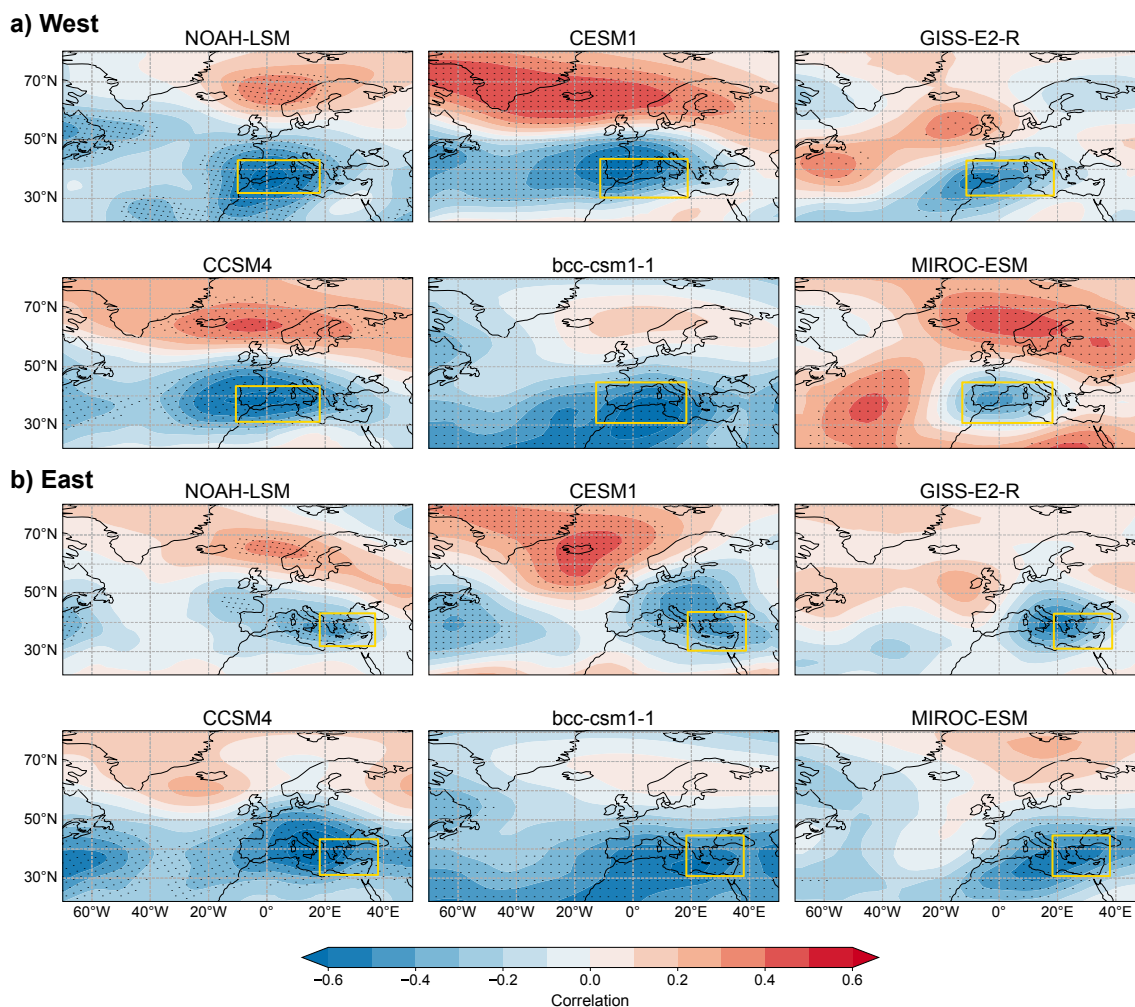 a) West
NOAH-LSM CESM1 GISS-E2-R
70°N
50°N
30°N
CCSM4 bcc-csm1-1 MIROC-ESM
70°N
50°N
30°N
b) East
NOAH-LSM CESM1 GISS-E2-R
70°N
50°N
30°N
CCSM4 bcc-csm1-1 MIROC-ESM
70°N
50°N
30°N
60°W 40°W 20°W 0° 20°E 40°E 60°W 40°W 20°W 0° 20°E 40°E 60°W 40°W 20°W 0° 20°E 40°E
−0.6 −0.4 −0.2 0.0 0.2 0.4 0.6
Correlation